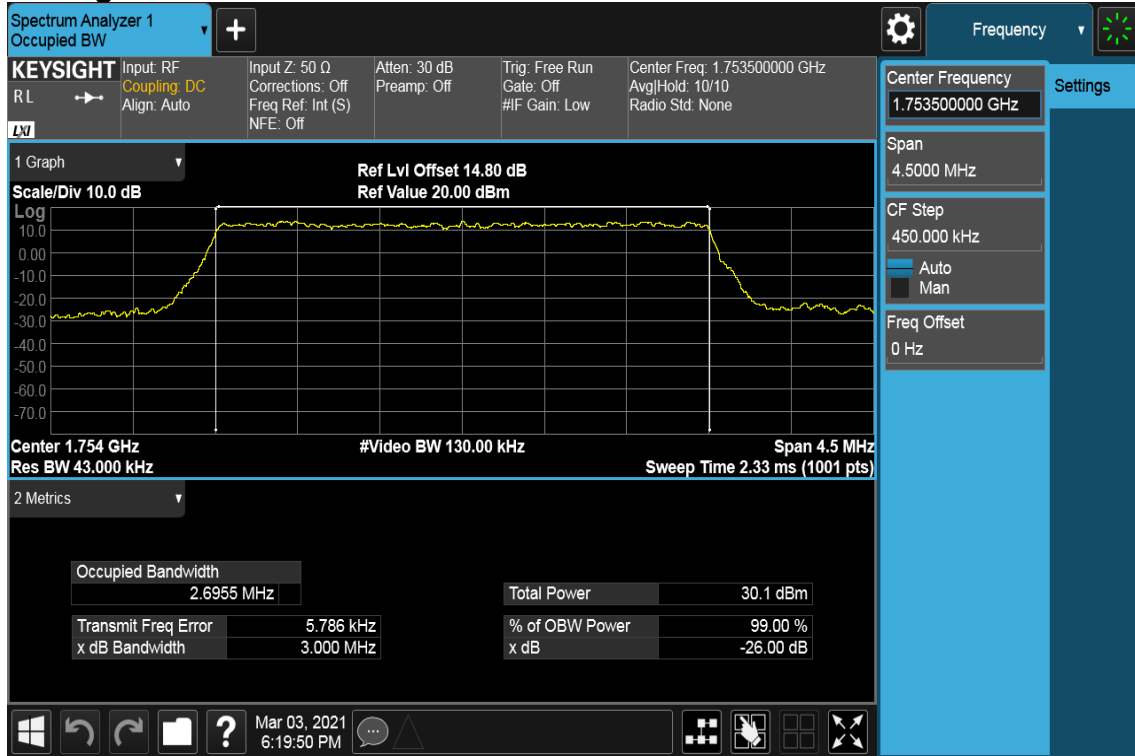 Spectrum Analyzer 1
Occupied BW
Frequency
KEYSIGHT
RL
LXI
Input: RF
Coupling: DC
Align: Auto
Input Z: 50 Ω
Corrections: Off
Freq Ref: Int (S)
NFE: Off
Atten: 30 dB
Preamp: Off
Trig: Free Run
Gate: Off
#IF Gain: Low
Center Freq: 1.753500000 GHz
Avg|Hold: 10/10
Radio Std: None
Center Frequency
1.753500000 GHz
Settings
Span
4.5000 MHz
CF Step
450.000 kHz
Auto
Man
Freq Offset
0 Hz
1 Graph
Ref Lvl Offset 14.80 dB
Scale/Div 10.0 dB
Ref Value 20.00 dBm
Log
10.0
0.00
-10.0
-20.0
-30.0
-40.0
-50.0
-60.0
-70.0
Center 1.754 GHz
#Video BW 130.00 kHz
Span 4.5 MHz
Res BW 43.000 kHz
Sweep Time 2.33 ms (1001 pts)
2 Metrics
Occupied Bandwidth
2.6955 MHz
Total Power 30.1 dBm
Transmit Freq Error 5.786 kHz
% of OBW Power 99.00 %
x dB Bandwidth 3.000 MHz
x dB -26.00 dB
?
Mar 03, 2021
6:19:50 PM